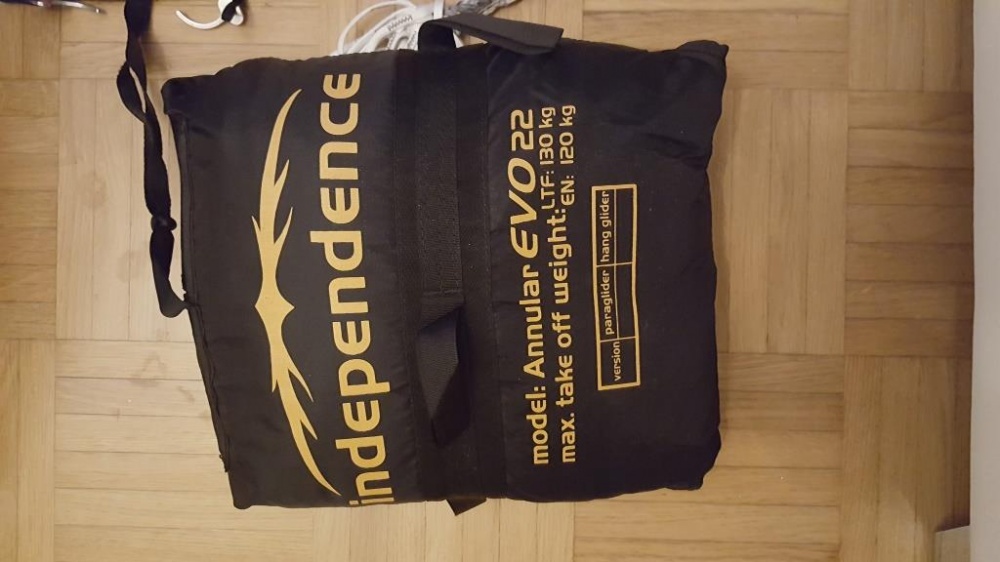 independence
model: Annular EVO 22
max. take off weight: LTF: 130 kg
EN: 120 kg
version paraglider hang glider